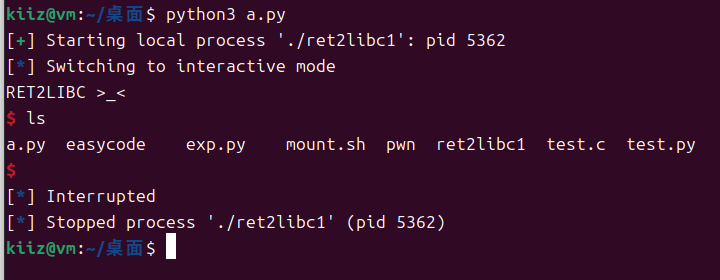 kiiz@vm:~/桌面$ python3 a.py
[+] Starting local process './ret2libc1': pid 5362
[*] Switching to interactive mode
RET2LIBC >_<
$ ls
a.py  easycode    exp.py    mount.sh  pwn  ret2libc1  test.c  test.py
$
[*] Interrupted
[*] Stopped process './ret2libc1' (pid 5362)
kiiz@vm:~/桌面$